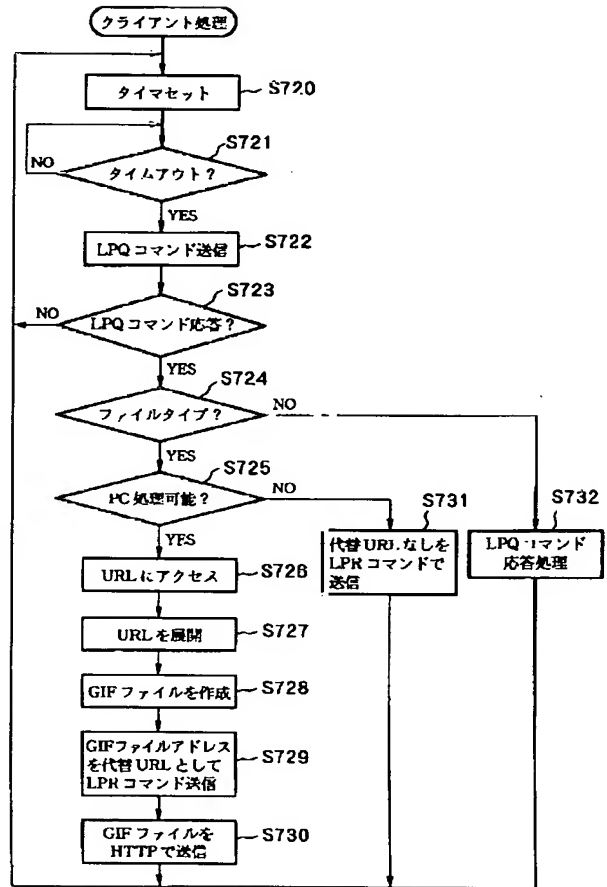 クライアント処理
タイマセット
S720
S721
NO
タイムアウト?
YES
LPQコマンド送信
S722
S723
NO
LPQコマンド応答?
YES
S724
ファイルタイプ?
NO
YES
S725
PC処理可能?
NO
YES
S731
代替URLなしを
LPRコマンドで
送信
S732
LPQコマンド
応答処理
URLにアクセス
S726
URLを展開
S727
GIFファイルを作成
S728
GIFファイルアドレス
を代替URLとして
LPRコマンド送信
S729
GIFファイルを
HTTPで送信
S730